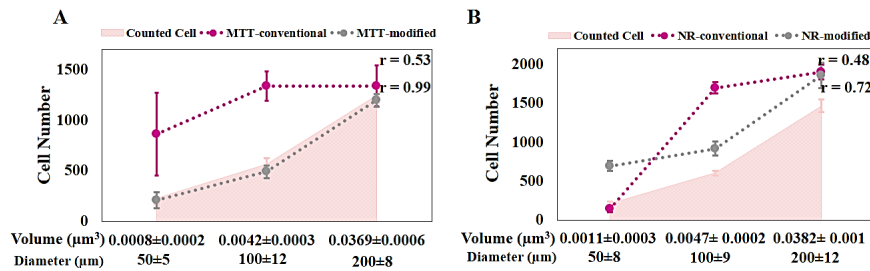 A
Counted Cell MTT-conventional MTT-modified
r = 0.53
r = 0.99
Cell Number
1500
1000
500
0
Volume (µm³) 0.0008±0.0002 0.0042±0.0003 0.0369±0.0006
Diameter (µm) 50±5 100±12 200±8
B
Counted Cell NR-conventional NR-modified
r = 0.48
r = 0.72
Cell Number
2000
1500
1000
500
0
Volume (µm³) 0.0011±0.0003 0.0047± 0.0002 0.0382± 0.001
Diameter (µm) 50±8 100±9 200±12